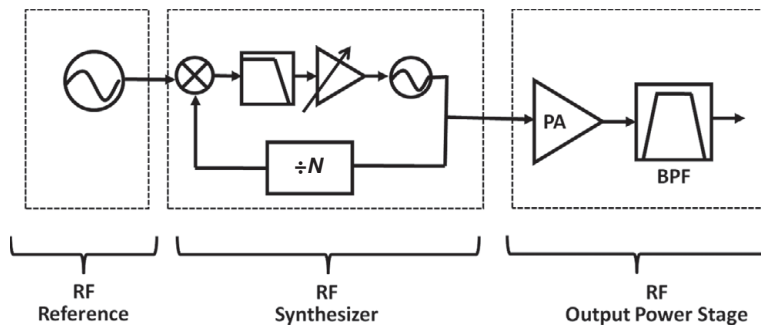 PA
÷N
BPF
RF
Reference
RF
Synthesizer
RF
Output Power Stage